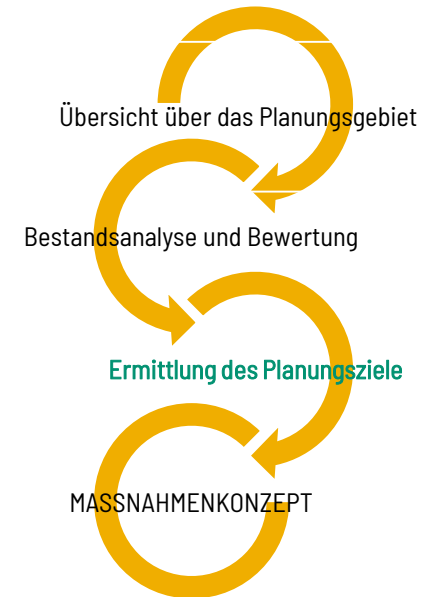 Übersicht über das Planungsgebiet
Bestandsanalyse und Bewertung
Ermittlung des Planungsziele
MASSNAHMENKONZEPT